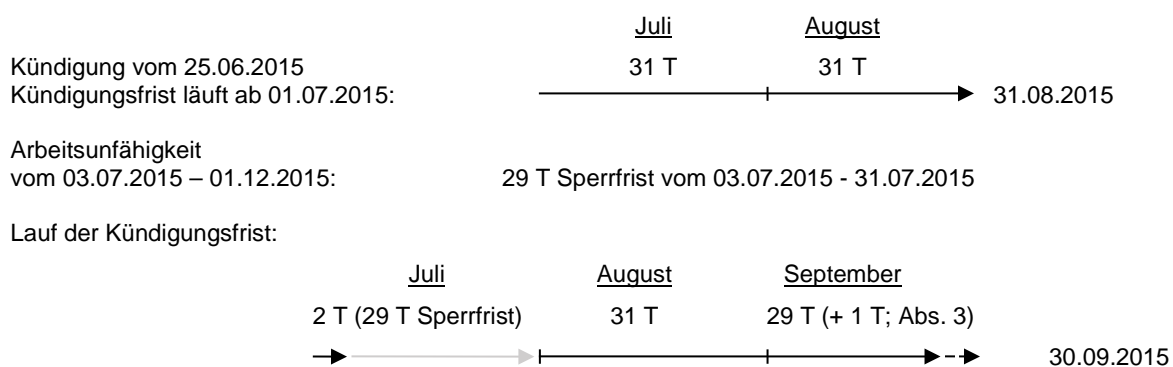 Juli August
Kündigung vom 25.06.2015 31 T 31 T
Kündigungsfrist läuft ab 01.07.2015: 31.08.2015
Arbeitsunfähigkeit
vom 03.07.2015 – 01.12.2015: 29 T Sperrfrist vom 03.07.2015 - 31.07.2015
Lauf der Kündigungsfrist:
Juli August September
2 T (29 T Sperrfrist) 31 T 29 T (+ 1 T; Abs. 3)
30.09.2015